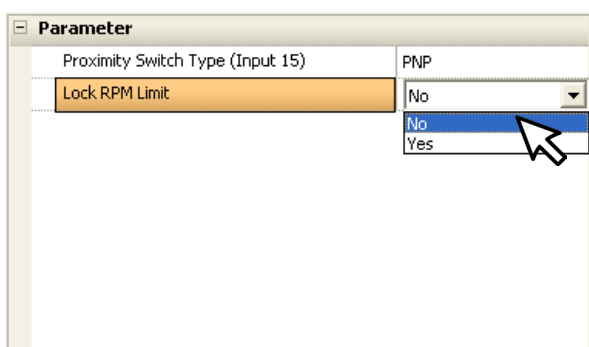 Parameter
Proximity Switch Type (Input 15) PNP
Lock RPM Limit No
No
Yes